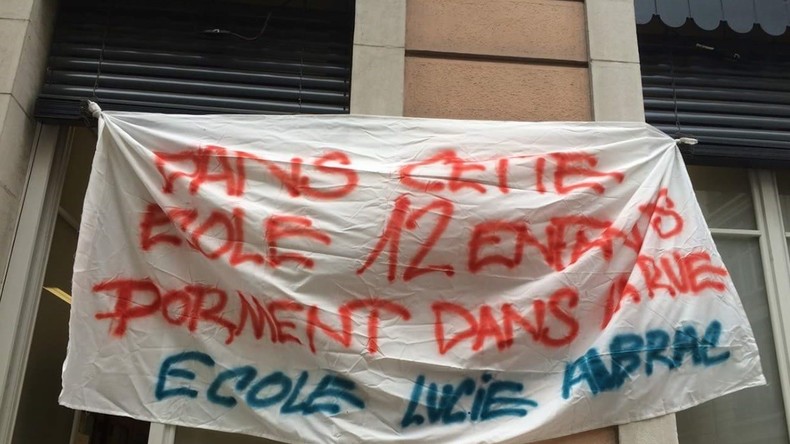 DANS CETTE
ECOLE 12 ENFANTS
DORMENT DANS LA RUE
ECOLE LUCIE AUBRAC